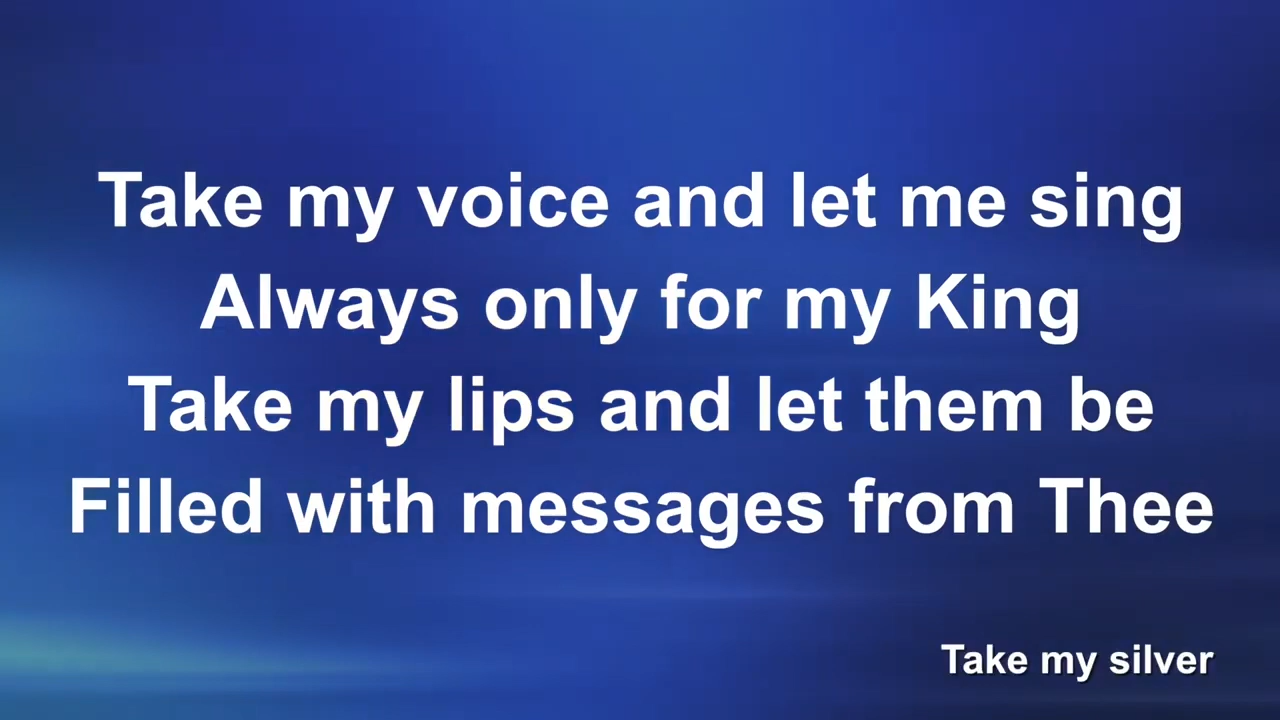 Take my voice and let me sing
Always only for my King
Take my lips and let them be
Filled with messages from Thee
Take my silver